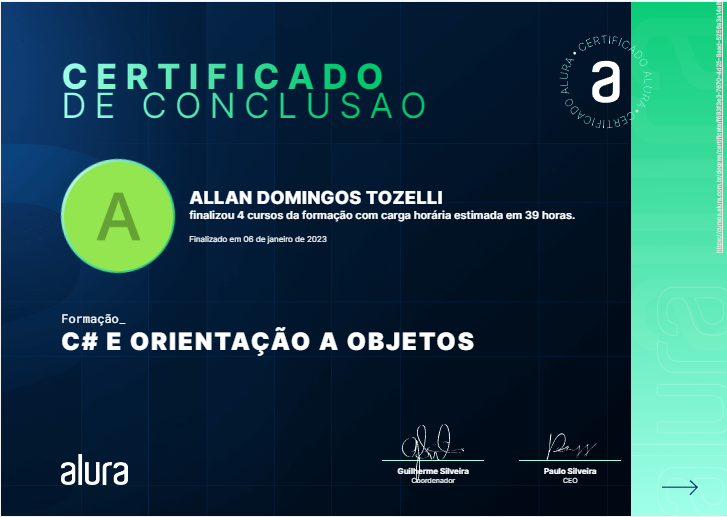 CERTIFICADO
DE CONCLUSAO
CERTIFICADO ALURA • CERTIFICADO ALURA •
a
A
ALLAN DOMINGOS TOZELLI
finalizou 4 cursos da formação com carga horária estimada em 39 horas.
Finalizado em 06 de janeiro de 2023
Formação_
C# E ORIENTAÇÃO A OBJETOS
alura
Guilherme Silveira
Coordenador
Paulo Silveira
CEO
alura